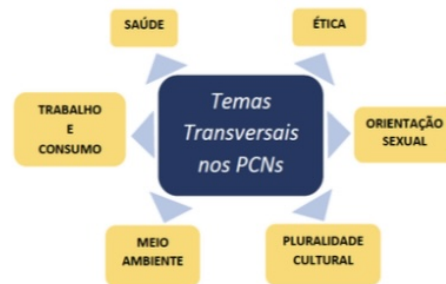 SAÚDE
ÉTICA
TRABALHO
E
CONSUMO
Temas
Transversais
nos PCNs
ORIENTAÇÃO
SEXUAL
MEIO
AMBIENTE
PLURALIDADE
CULTURAL